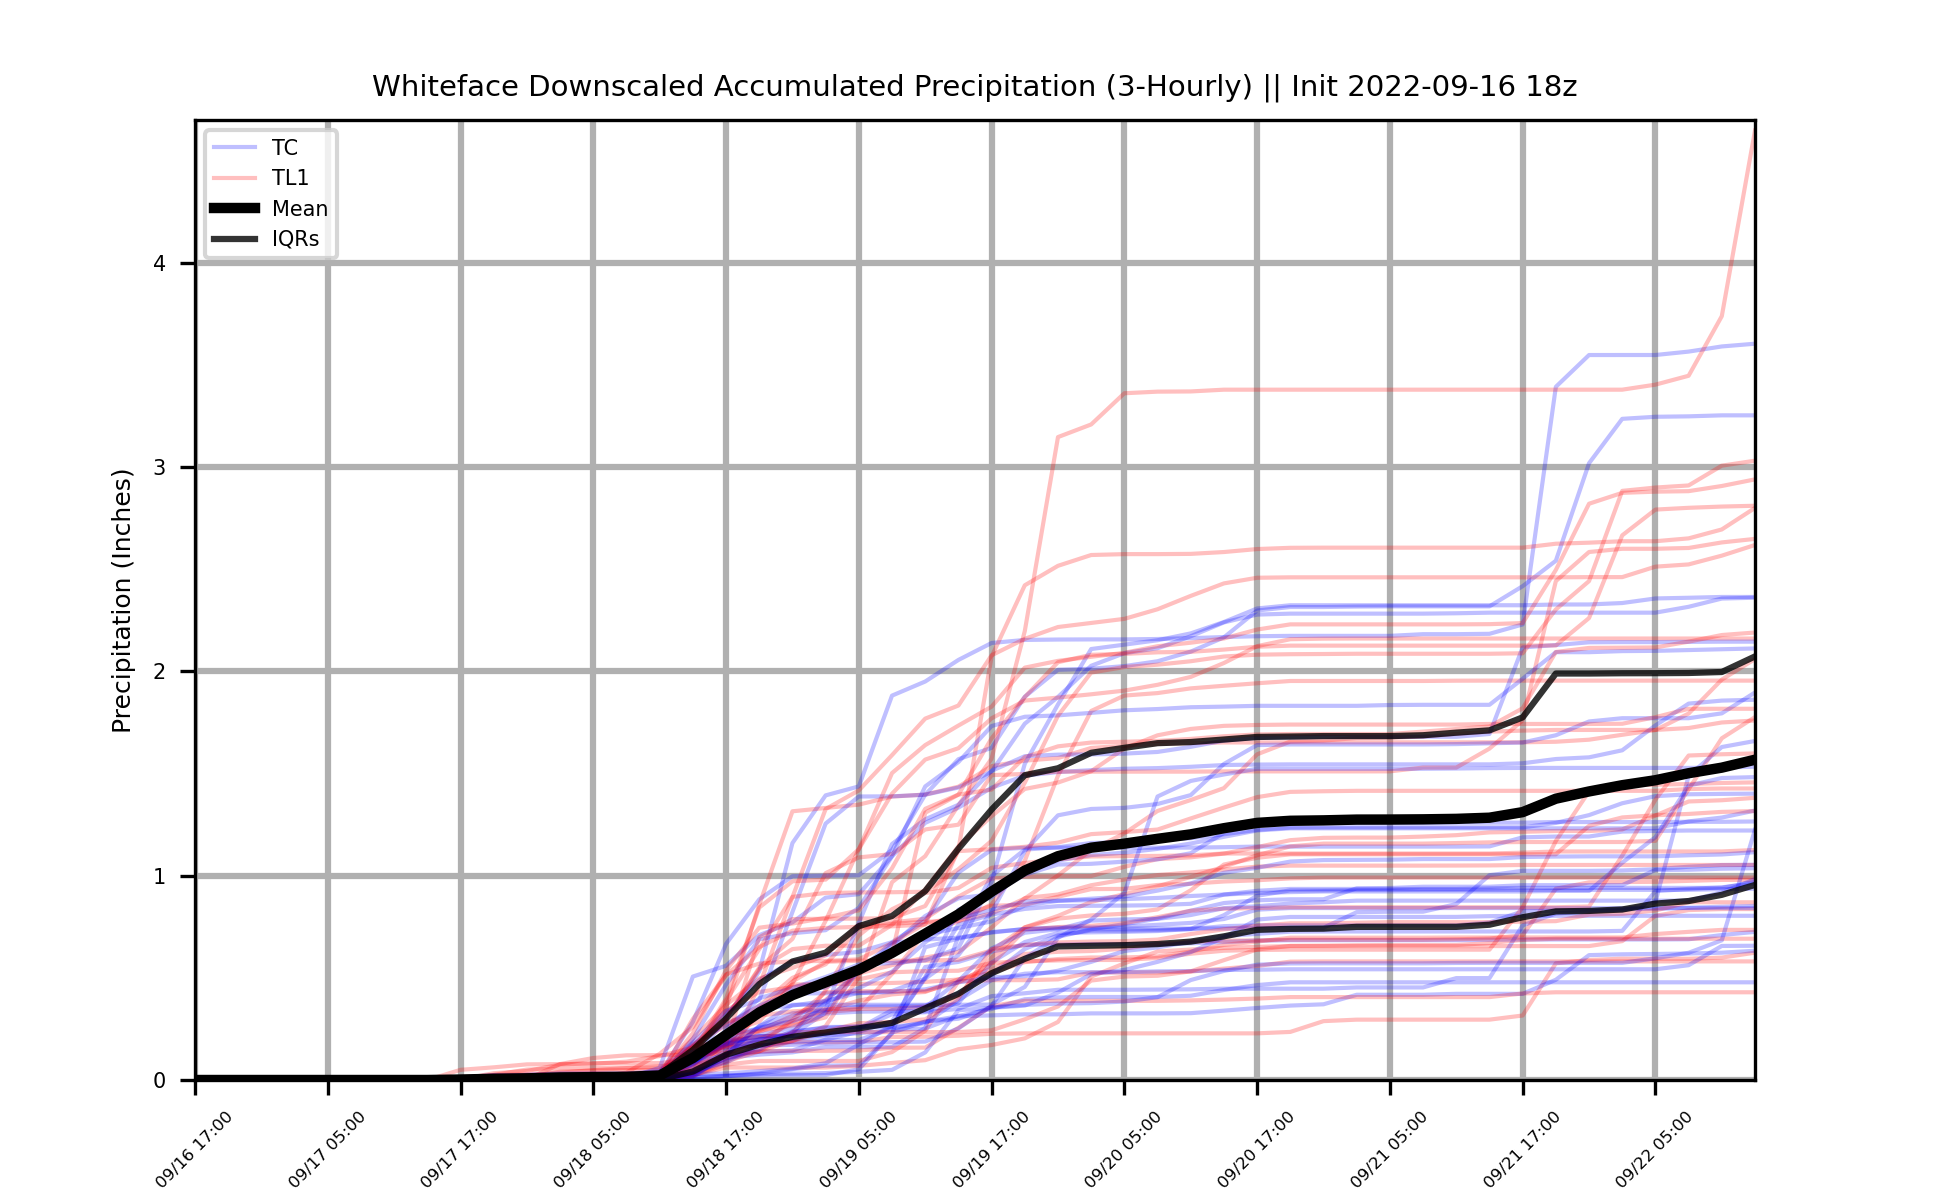 Whiteface Downscaled Accumulated Precipitation (3-Hourly) || Init 2022-09-16 18z
TC
TL1
Mean
IQRs
Precipitation (Inches)
4
3
2
1
0
09/16 17:00
09/17 05:00
09/17 17:00
09/18 05:00
09/18 17:00
09/19 05:00
09/19 17:00
09/20 05:00
09/20 17:00
09/21 05:00
09/21 17:00
09/22 05:00